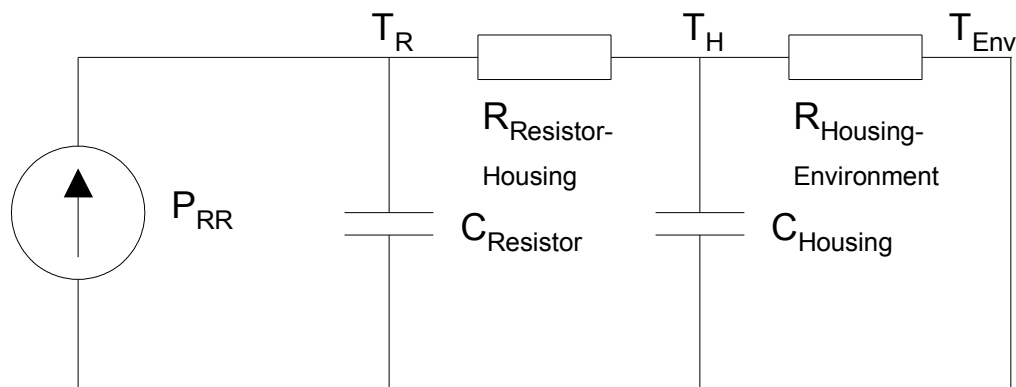 T_R
T_H
T_Env
R_Resistor-
Housing
R_Housing-
Environment
P_RR
C_Resistor
C_Housing